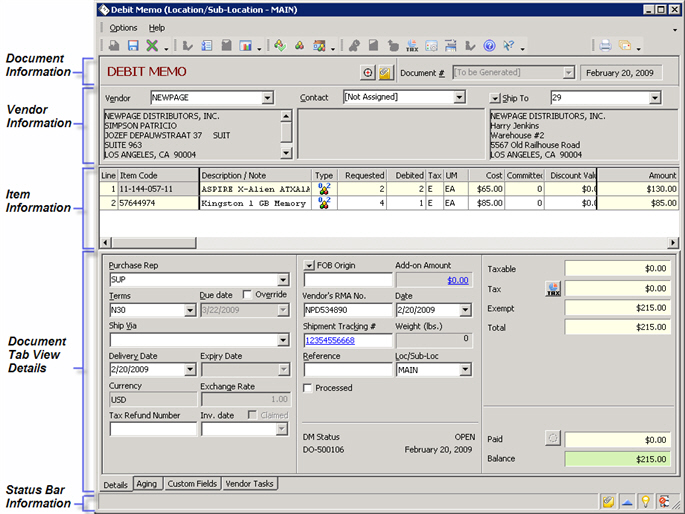 Debit Memo (Location/Sub-Location - MAIN)
Options Help
Document Information
DEBIT MEMO
Document #
[To be Generated]
February 20, 2009
Vendor Information
Vendor
NEWPAGE
Contact
[Not Assigned]
Ship To
29
NEWPAGE DISTRIBUTORS, INC.
SIMPSON PATRICIO
JOZEF DEPAUWSTRAAT 37 SUIT
SUITE 963
LOS ANGELES, CA 90004
NEWPAGE DISTRIBUTORS, INC.
Harry Jenkins
Warehouse #2
5567 Old Railhouse Road
LOS ANGELES, CA 90004
Item Information
Line Item Code Description / Note Type Requested Debited Tax UM Cost Committed Discount Valu Amount
1 11-144-057-11 ASPIRE X-Alien ATXA1A 2 2 E EA $65.00 0 $0.0 $130.00
2 57644974 Kingston 1 GB Memory 4 1 E EA $85.00 0 $0.0 $85.00
Document Tab View Details
Purchase Rep
SUP
Terms
N30
Due date
Override
3/22/2009
Ship Via
Delivery Date
2/20/2009
Expiry Date
Currency
USD
Exchange Rate
1.00
Tax Refund Number
Inv. date
Claimed
FOB Origin
Add-on Amount
$0.00
Vendor's RMA No.
NPD534890
Date
2/20/2009
Shipment Tracking #
12354556668
Weight (lbs.)
0
Reference
Loc/Sub-Loc
MAIN
Processed
DM Status
OPEN
DO-500106
February 20, 2009
Taxable
$0.00
Tax
TAX
$0.00
Exempt
$215.00
Total
$215.00
Paid
$0.00
Balance
$215.00
Details Aging Custom Fields Vendor Tasks
Status Bar Information